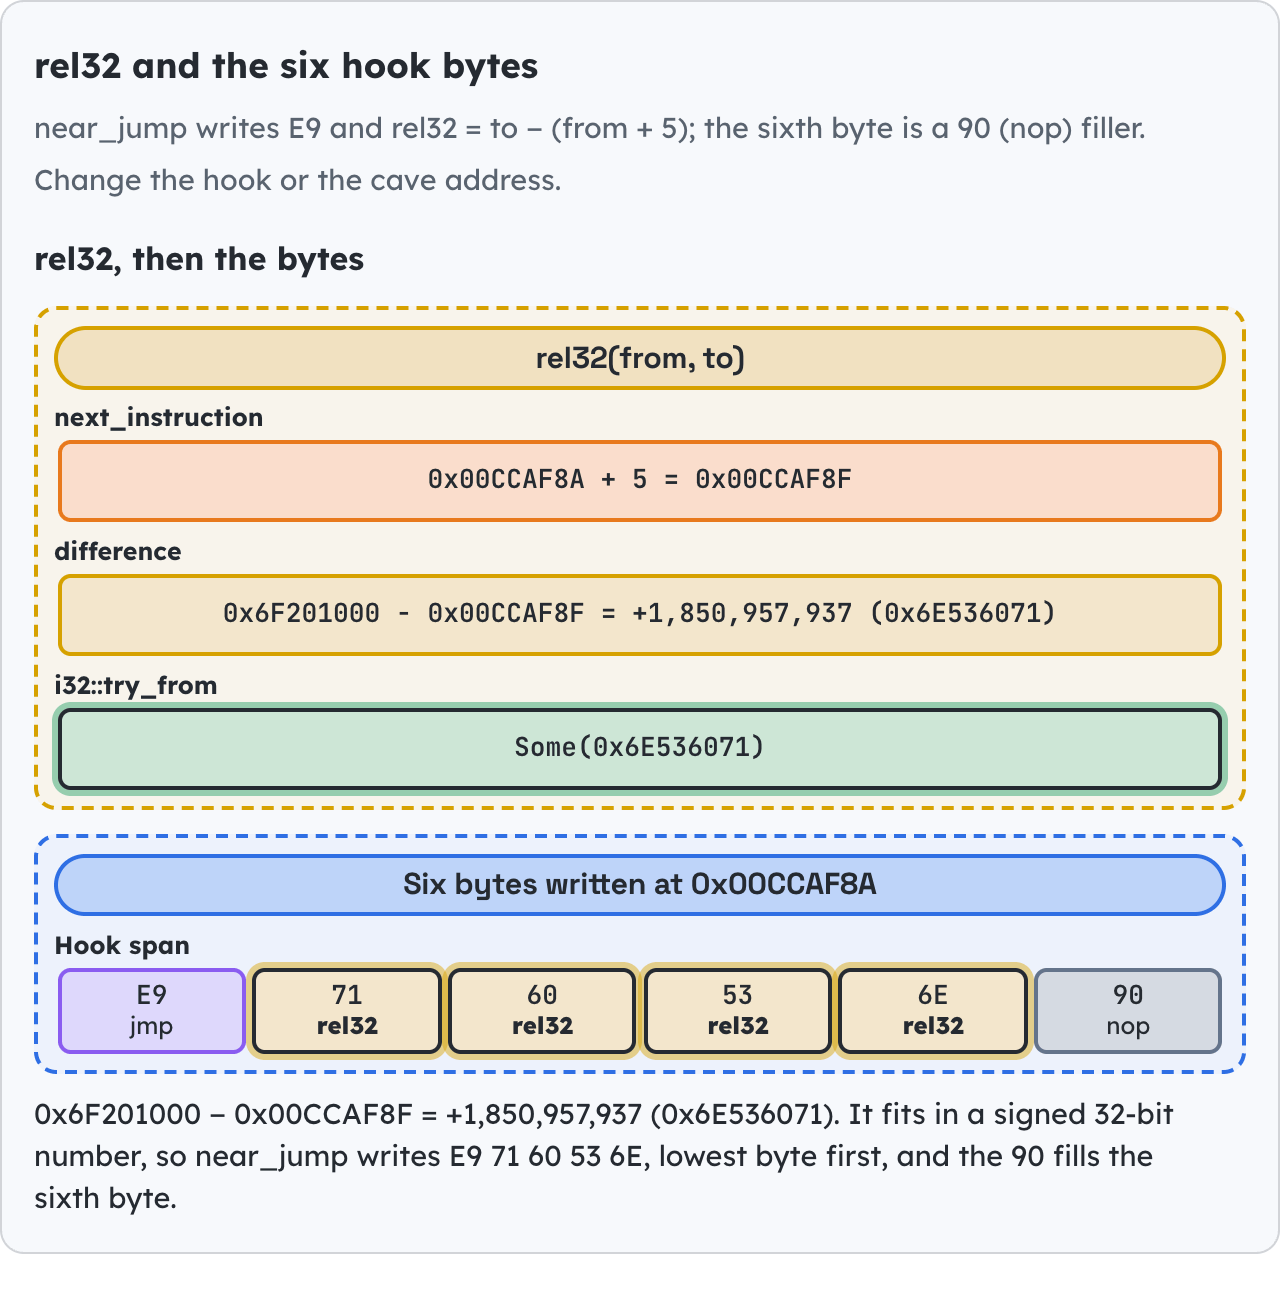 rel32 and the six hook bytes
near_jump writes E9 and rel32 = to − (from + 5); the sixth byte is a 90 (nop) filler.
Change the hook or the cave address.
rel32, then the bytes
rel32(from, to)
next_instruction
0x00CCAF8A + 5 = 0x00CCAF8F
difference
0x6F201000 - 0x00CCAF8F = +1,850,957,937 (0x6E536071)
i32::try_from
Some(0x6E536071)
Six bytes written at 0x00CCAF8A
Hook span
E9 71 60 53 6E 90
jmp rel32 rel32 rel32 rel32 nop
0x6F201000 − 0x00CCAF8F = +1,850,957,937 (0x6E536071). It fits in a signed 32-bit
number, so near_jump writes E9 71 60 53 6E, lowest byte first, and the 90 fills the
sixth byte.